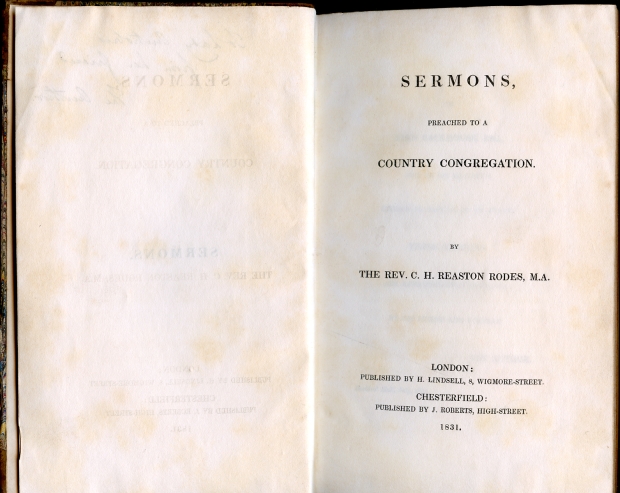 SERMONS,
PREACHED TO A
COUNTRY CONGREGATION.
BY
THE REV. C. H. REASTON RODES, M.A.
LONDON:
PUBLISHED BY H. LINDSELL, 8, WIGMORE-STREET.
CHESTERFIELD:
PUBLISHED BY J. ROBERTS, HIGH-STREET.
1831.